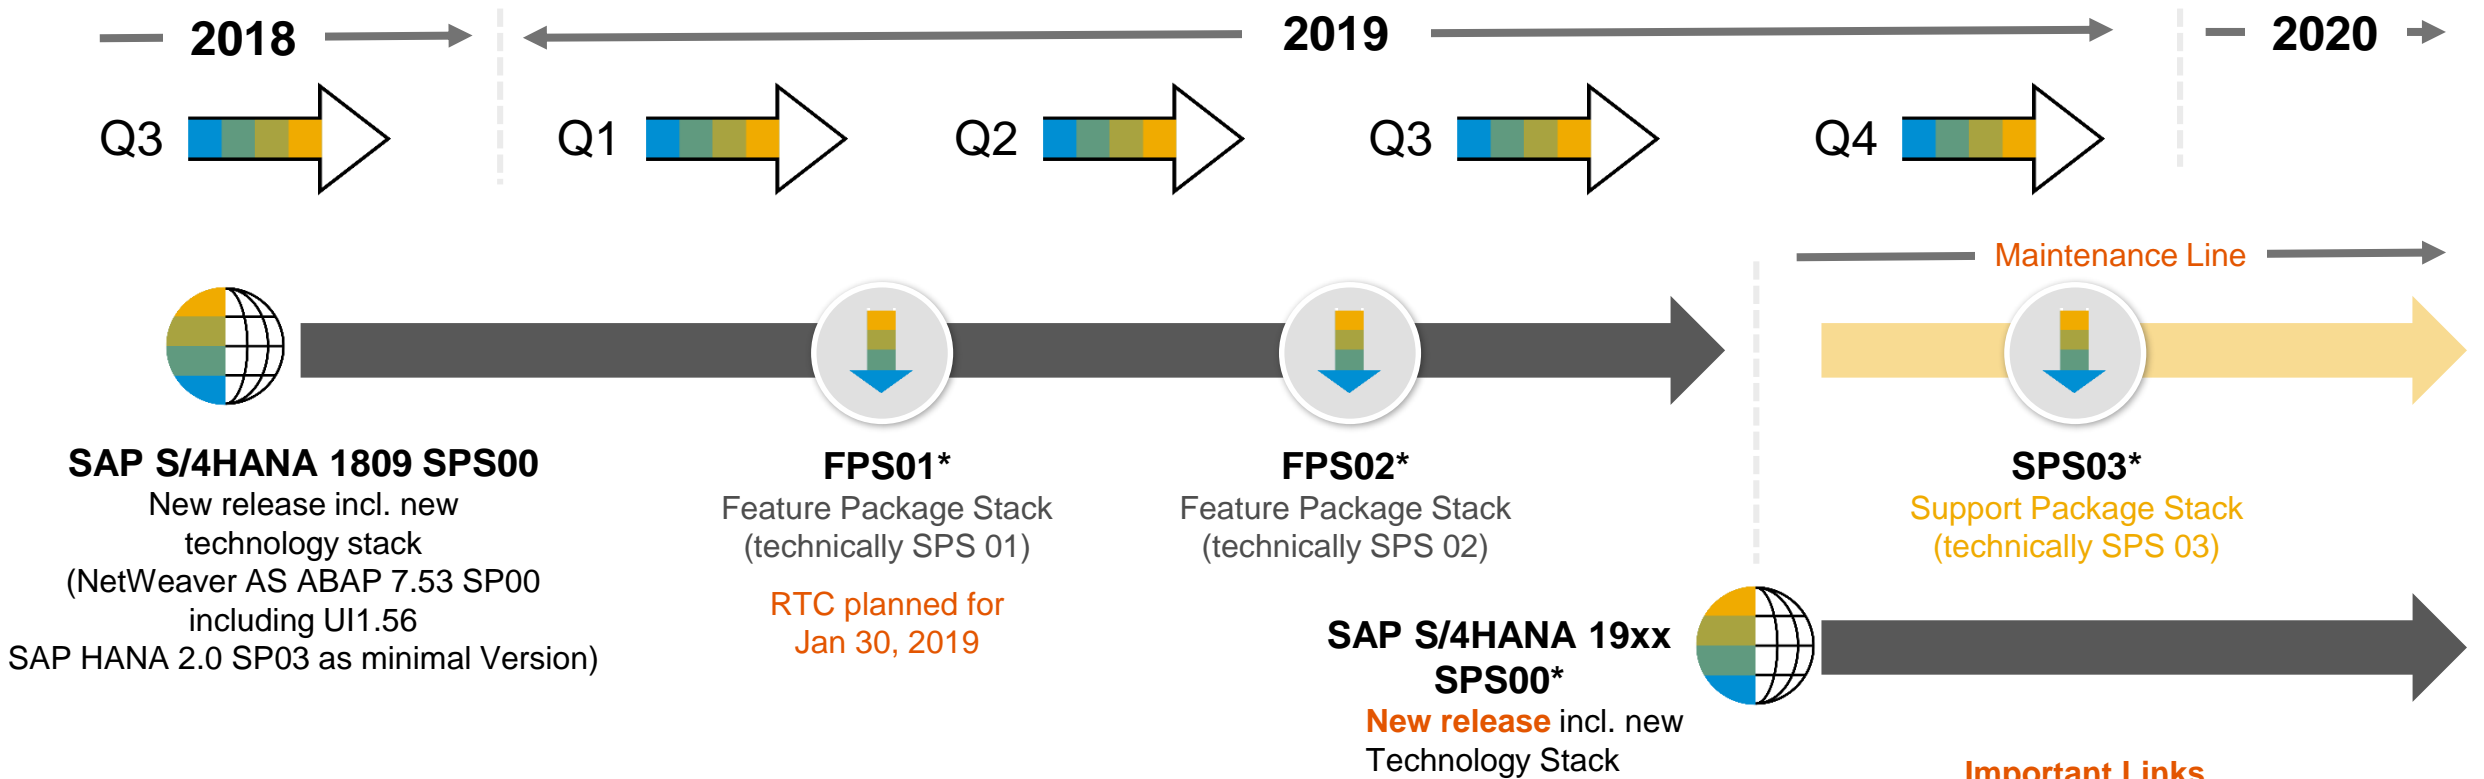 2018
2019
2020
Q3
Q1
Q2
Q3
Q4
Maintenance Line
SAP S/4HANA 1809 SPS00
New release incl. new
technology stack
(NetWeaver AS ABAP 7.53 SP00
including UI1.56
SAP HANA 2.0 SP03 as minimal Version)
FPS01*
Feature Package Stack
(technically SPS 01)
RTC planned for
Jan 30, 2019
FPS02*
Feature Package Stack
(technically SPS 02)
SPS03*
Support Package Stack
(technically SPS 03)
SAP S/4HANA 19xx
SPS00*
New release incl. new
Technology Stack
Important Links